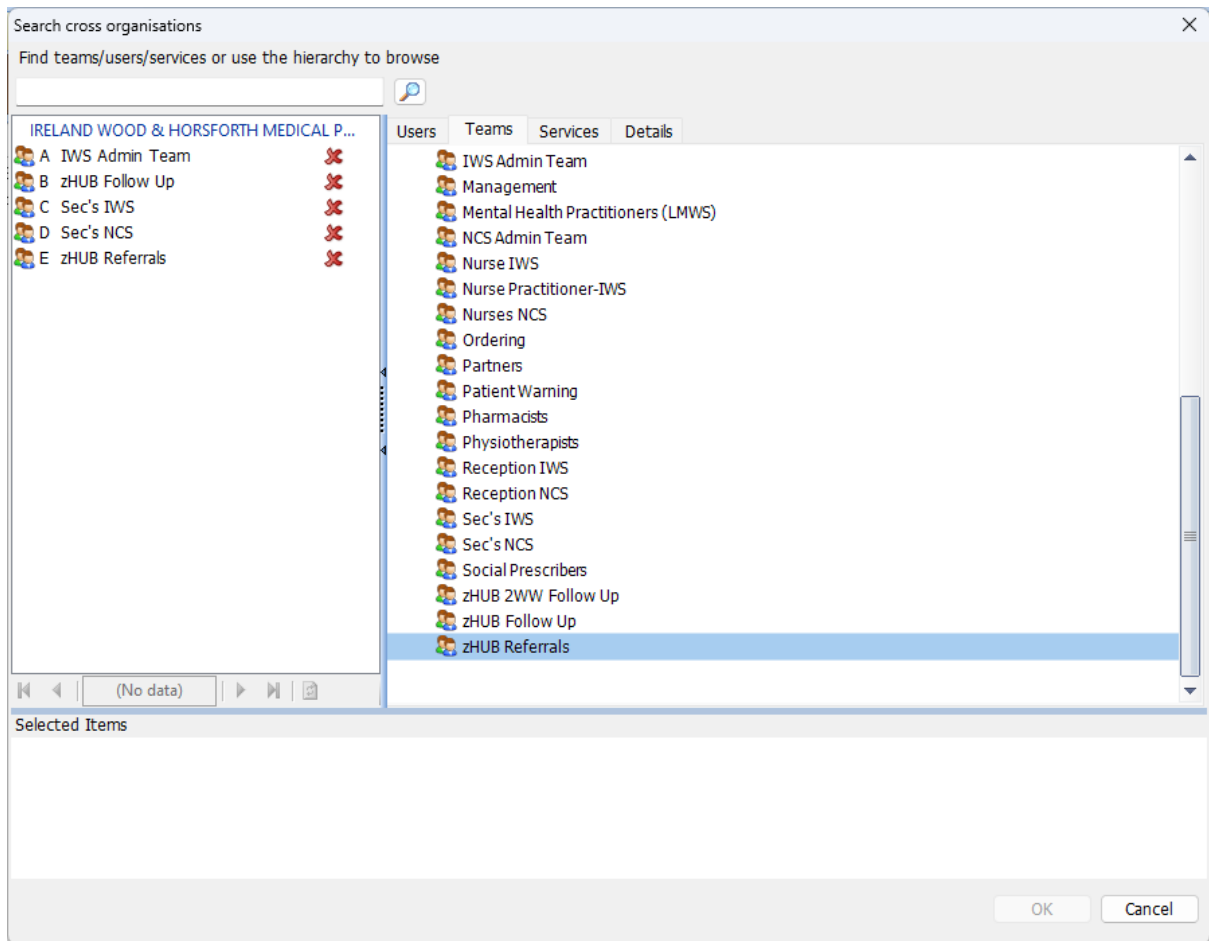 Search cross organisations
Find teams/users/services or use the hierarchy to browse
IRELAND WOOD & HORSFORTH MEDICAL P...
A IWS Admin Team
B zHUB Follow Up
C Sec's IWS
D Sec's NCS
E zHUB Referrals
(No data)
Users Teams Services Details
IWS Admin Team
Management
Mental Health Practitioners (LMWS)
NCS Admin Team
Nurse IWS
Nurse Practitioner-IWS
Nurses NCS
Ordering
Partners
Patient Warning
Pharmacists
Physiotherapists
Reception IWS
Reception NCS
Sec's IWS
Sec's NCS
Social Prescribers
zHUB 2WW Follow Up
zHUB Follow Up
zHUB Referrals
Selected Items
OK Cancel